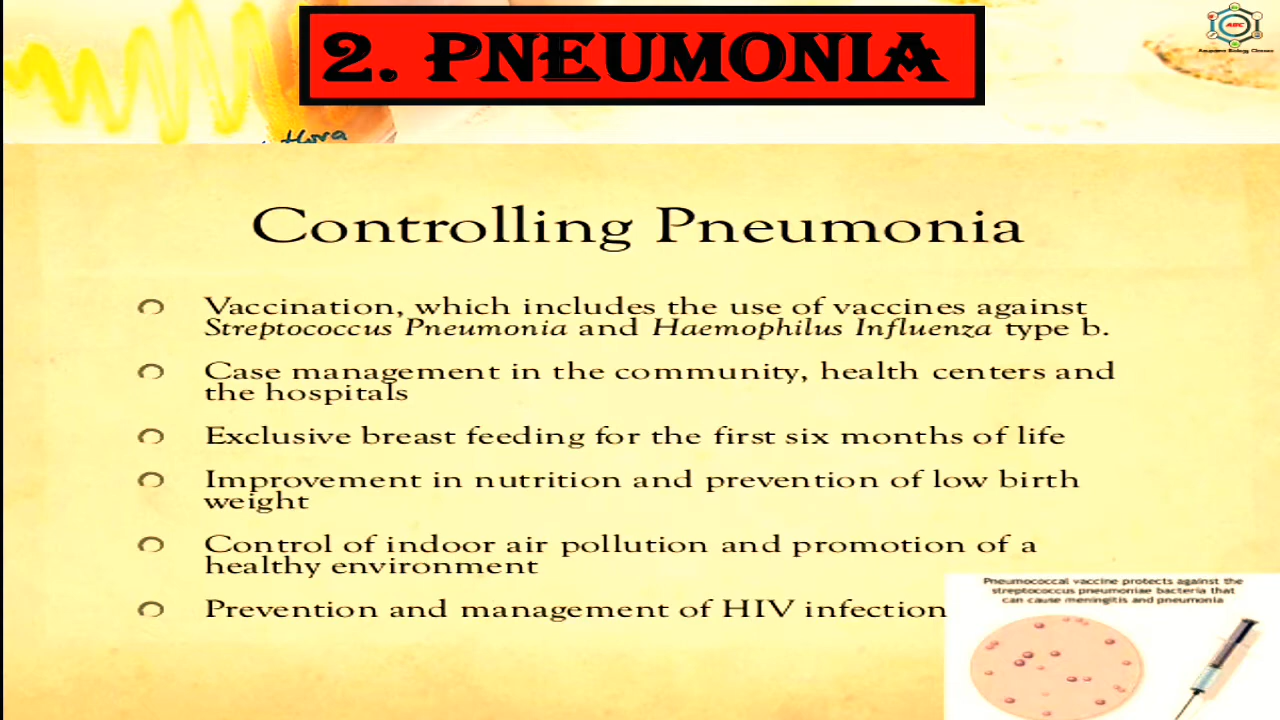 2. PNEUMONIA
ABC
thora
Controlling Pneumonia
Vaccination, which includes the use of vaccines against
Streptococcus Pneumonia and Haemophilus Influenza type b.
Case management in the community, health centers and
the hospitals
Exclusive breast feeding for the first six months of life
Improvement in nutrition and prevention of low birth
weight
Control of indoor air pollution and promotion of a
healthy environment
Prevention and management of HIV infection
Pneumococcal vaccine protects against the
streptococcus pneumoniae bacteria that
can cause meningitis and pneumonia